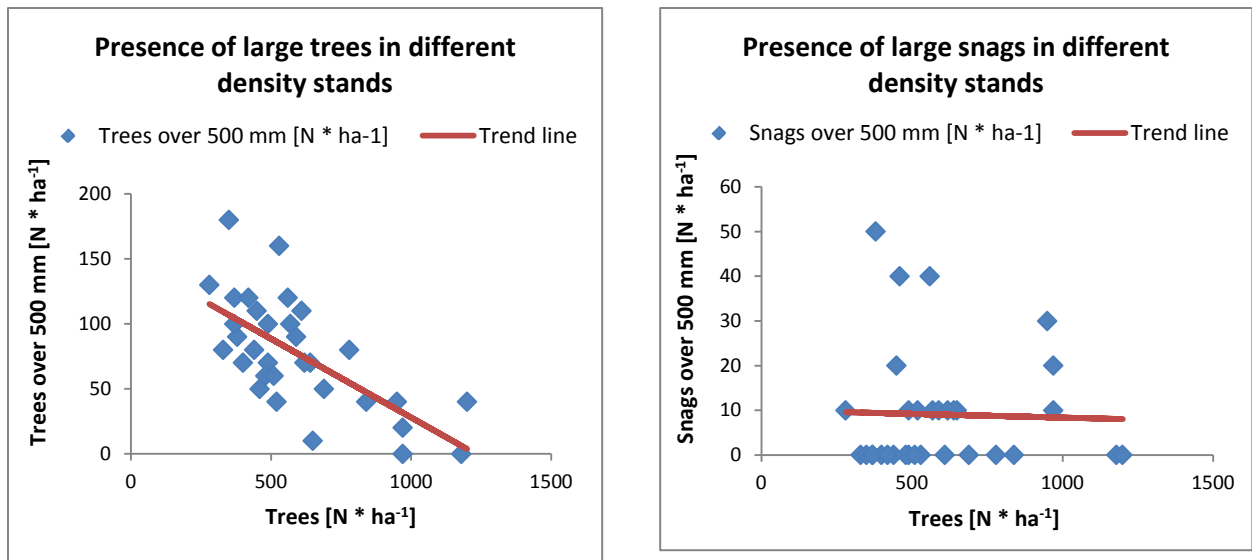 Presence of large trees in different
density stands
Trees over 500 mm [N * ha-1]
Trend line
Trees over 500 mm [N * ha⁻¹]
200
150
100
50
0
0
500
1000
1500
Trees [N * ha⁻¹]
Presence of large snags in different
density stands
Snags over 500 mm [N * ha-1]
Trend line
Snags over 500 mm [N * ha⁻¹]
60
50
40
30
20
10
0
0
500
1000
1500
Trees [N * ha⁻¹]